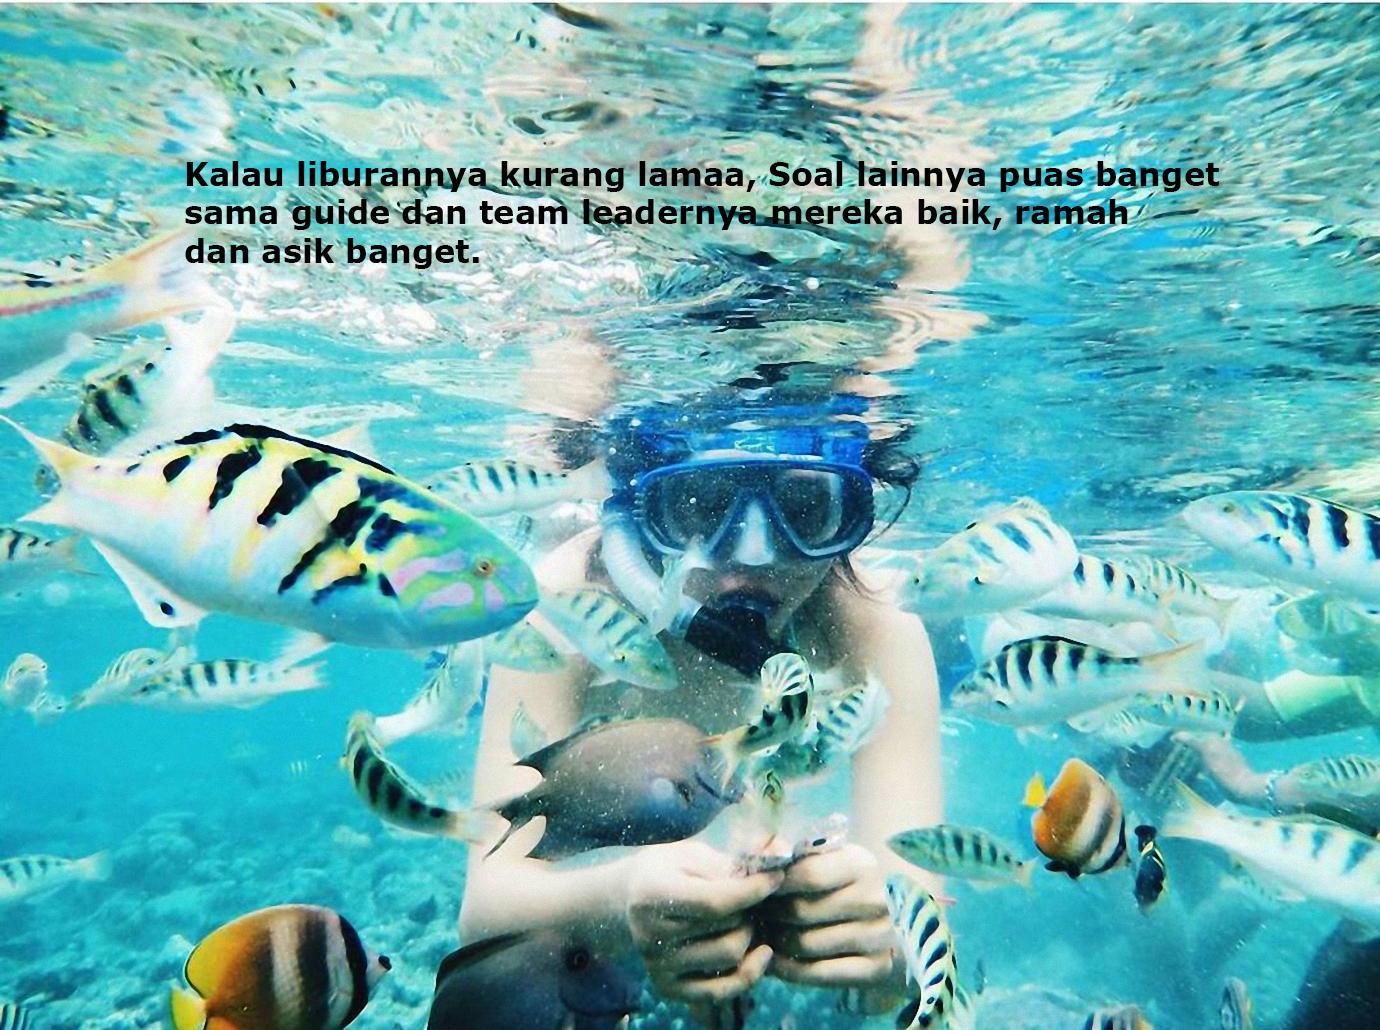 Kalau liburannya kurang lamaa, Soal lainnya puas banget
sama guide dan team leadernya mereka baik, ramah
dan asik banget.